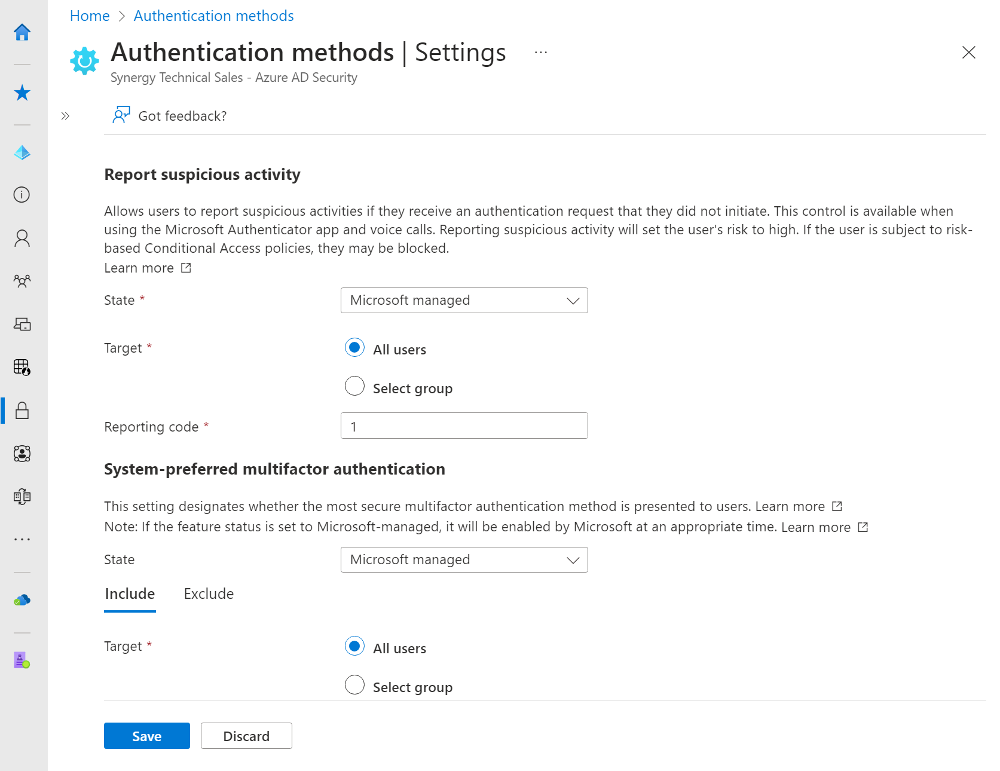 Home > Authentication methods
Authentication methods | Settings ...
Synergy Technical Sales - Azure AD Security
Got feedback?
Report suspicious activity
Allows users to report suspicious activities if they receive an authentication request that they did not initiate. This control is available when
using the Microsoft Authenticator app and voice calls. Reporting suspicious activity will set the user's risk to high. If the user is subject to risk-
based Conditional Access policies, they may be blocked.
Learn more
State *
Microsoft managed
Target *
All users
Select group
Reporting code *
1
System-preferred multifactor authentication
This setting designates whether the most secure multifactor authentication method is presented to users. Learn more
Note: If the feature status is set to Microsoft-managed, it will be enabled by Microsoft at an appropriate time. Learn more
State
Microsoft managed
Include Exclude
Target *
All users
Select group
Save Discard